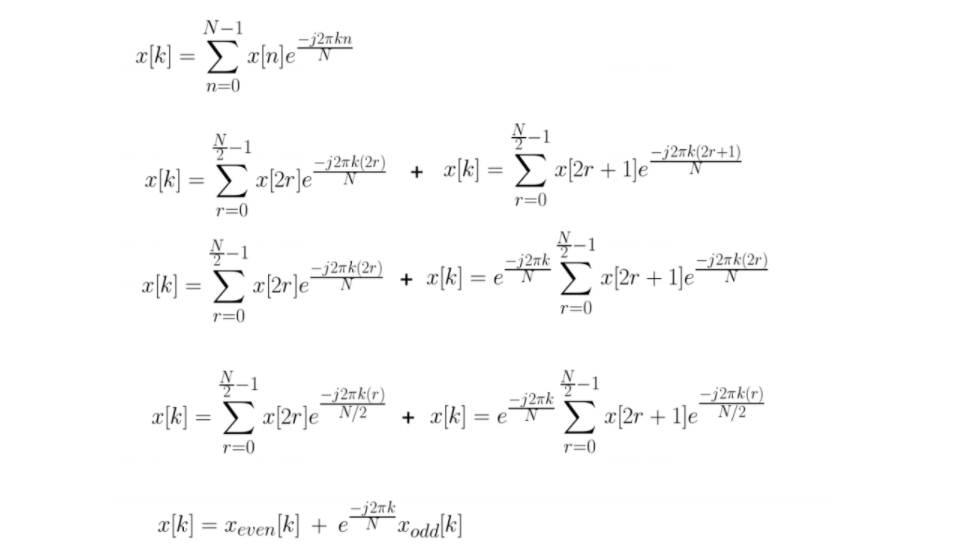 x[k] = \sum_{n=0}^{N-1} x[n]e^{\frac{-j2\pi kn}{N}}
x[k] = \sum_{r=0}^{\frac{N}{2}-1} x[2r]e^{\frac{-j2\pi k(2r)}{N}} + x[k] = \sum_{r=0}^{\frac{N}{2}-1} x[2r+1]e^{\frac{-j2\pi k(2r+1)}{N}}
x[k] = \sum_{r=0}^{\frac{N}{2}-1} x[2r]e^{\frac{-j2\pi k(2r)}{N}} + x[k] = e^{\frac{-j2\pi k}{N}} \sum_{r=0}^{\frac{N}{2}-1} x[2r+1]e^{\frac{-j2\pi k(2r)}{N}}
x[k] = \sum_{r=0}^{\frac{N}{2}-1} x[2r]e^{\frac{-j2\pi k(r)}{N/2}} + x[k] = e^{\frac{-j2\pi k}{N}} \sum_{r=0}^{\frac{N}{2}-1} x[2r+1]e^{\frac{-j2\pi k(r)}{N/2}}
x[k] = x_{even}[k] + e^{\frac{-j2\pi k}{N}} x_{odd}[k]